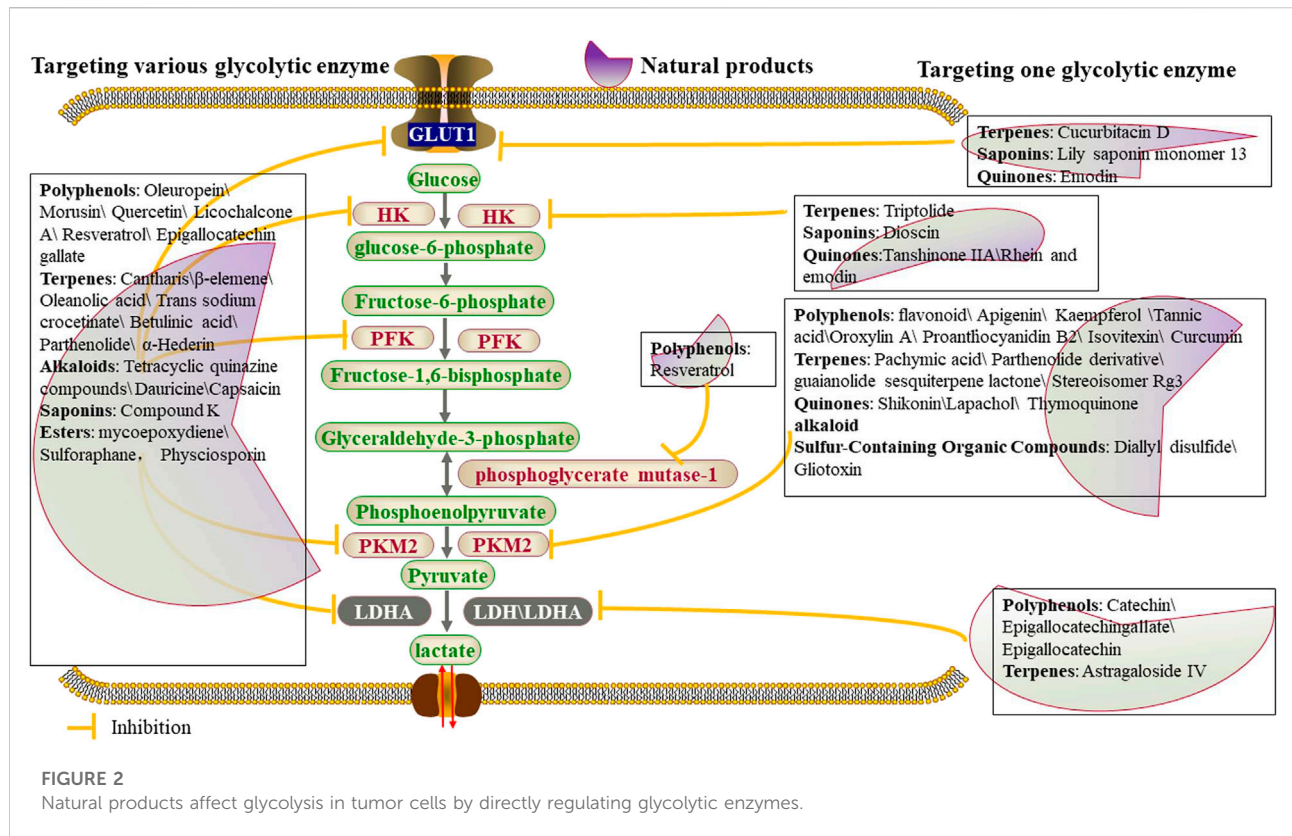 Targeting various glycolytic enzyme
Natural products
Targeting one glycolytic enzyme
GLUT1
Glucose
HK
HK
glucose-6-phosphate
Fructose-6-phosphate
PFK
PFK
Fructose-1,6-bisphosphate
Glyceraldehyde-3-phosphate
phosphoglycerate mutase-1
Phosphoenolpyruvate
PKM2
PKM2
Pyruvate
LDHA
LDH\LDHA
lactate
Polyphenols: Oleuropein\
Morusin\ Quercetin\ Licochalcone
A\ Resveratrol\ Epigallocatechin
gallate
Terpenes: Cantharis\β-elemene\
Oleanolic acid\ Trans sodium
crocetinate\ Betulinic acid\
Parthenolide\ α-Hederin
Alkaloids: Tetracyclic quinazine
compounds\ Dauricine\Capsaicin
Saponins: Compound K
Esters: mycoepoxydiene\
Sulforaphane， Physciosporin
Terpenes: Cucurbitacin D
Saponins: Lily saponin monomer 13
Quinones: Emodin
Terpenes: Triptolide
Saponins: Dioscin
Quinones:Tanshinone IIA\Rhein and
emodin
Polyphenols:
Resveratrol
Polyphenols: flavonoid\ Apigenin\ Kaempferol \Tannic
acid\Oroxylin A\ Proanthocyanidin B2\ Isovitexin\ Curcumin
Terpenes: Pachymic acid\ Parthenolide derivative\
guaianolide sesquiterpene lactone\ Stereoisomer Rg3
Quinones: Shikonin\Lapachol\ Thymoquinone
alkaloid
Sulfur-Containing Organic Compounds: Diallyl disulfide\
Gliotoxin
Polyphenols: Catechin\
Epigallocatechingallate\
Epigallocatechin
Terpenes: Astragaloside IV
Inhibition
FIGURE 2
Natural products affect glycolysis in tumor cells by directly regulating glycolytic enzymes.